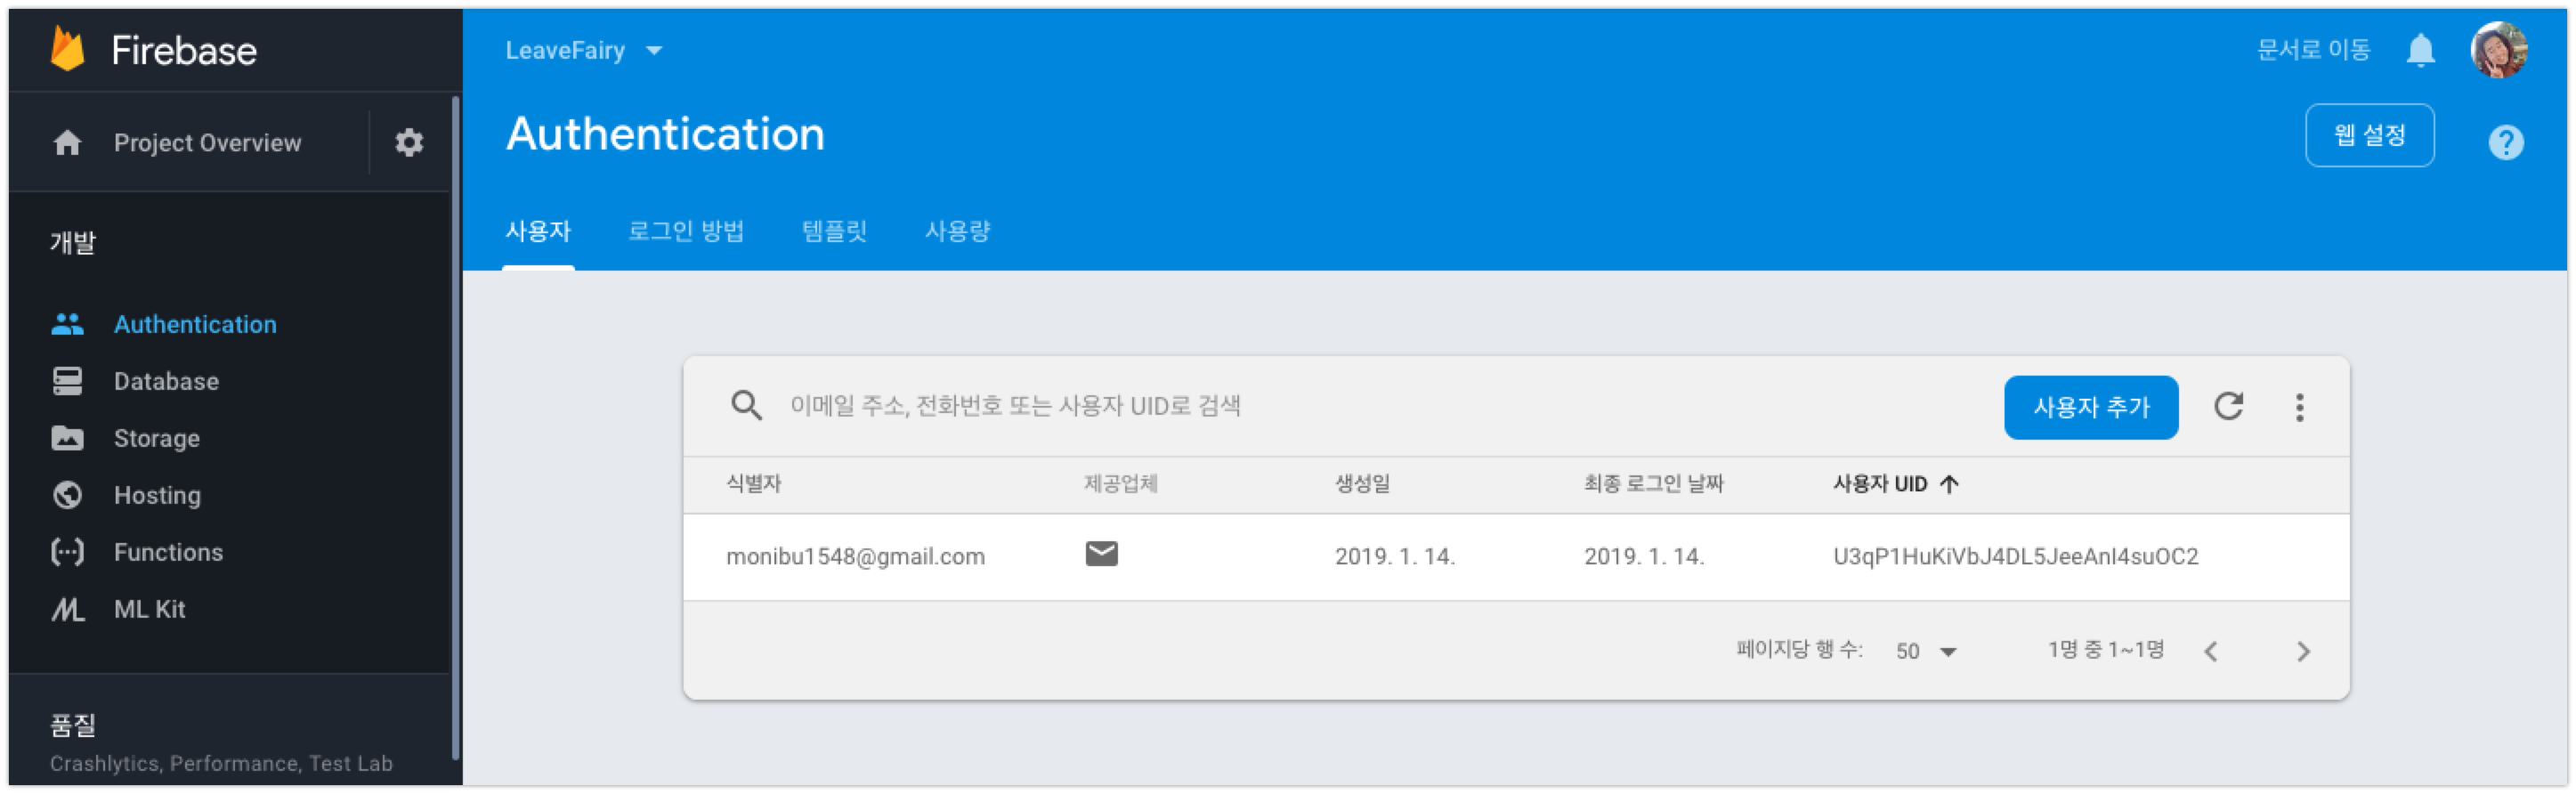 Firebase
Project Overview
개발
Authentication
Database
Storage
Hosting
Functions
ML Kit
품질
Crashlytics, Performance, Test Lab
LeaveFairy
문서로 이동
Authentication
웹 설정
사용자 로그인 방법 템플릿 사용량
이메일 주소, 전화번호 또는 사용자 UID로 검색
사용자 추가
식별자 제공업체 생성일 최종 로그인 날짜 사용자 UID
monibu1548@gmail.com 2019. 1. 14. 2019. 1. 14. U3qP1HuKiVbJ4DL5JeeAnI4suOC2
페이지당 행 수: 50 1명 중 1~1명